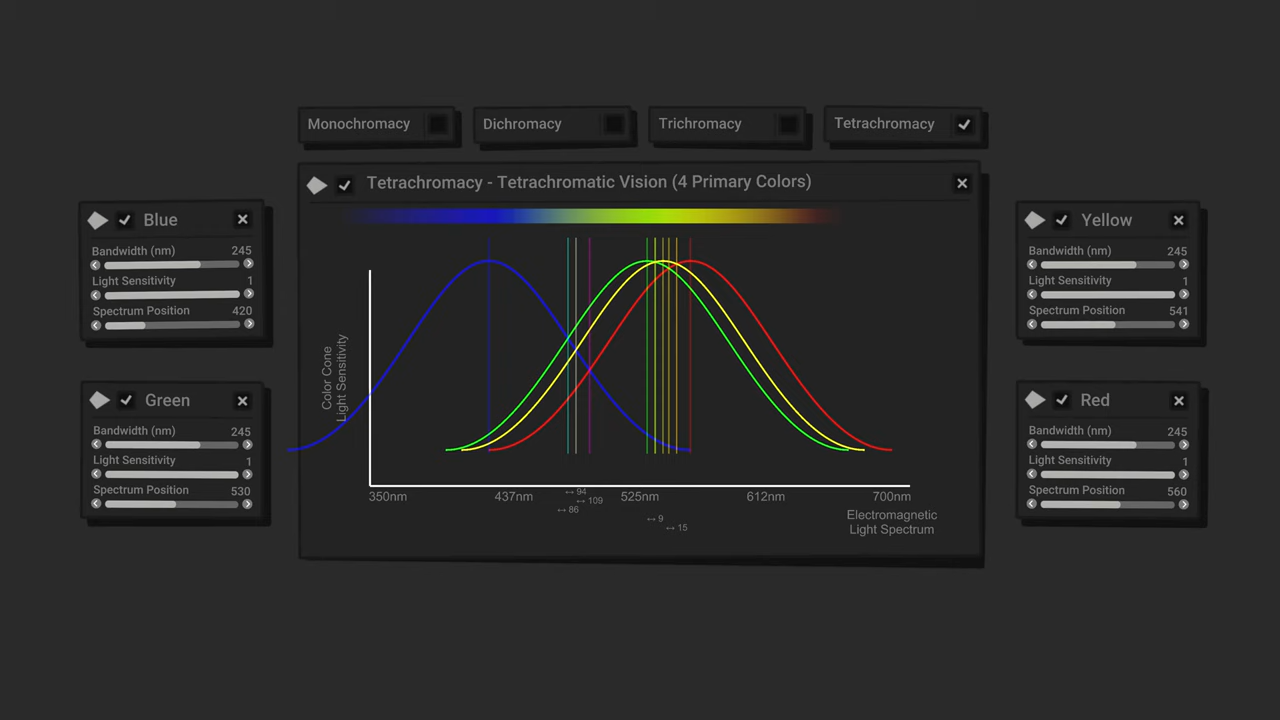 Monochromacy
Dichromacy
Trichromacy
Tetrachromacy
Tetrachromacy - Tetrachromatic Vision (4 Primary Colors)
Blue
Bandwidth (nm) 245
Light Sensitivity 1
Spectrum Position 420
Green
Bandwidth (nm) 245
Light Sensitivity 1
Spectrum Position 530
Color Cone
Light Sensitivity
350nm
437nm
525nm
612nm
700nm
↔ 94
↔ 109
↔ 86
↔ 9
↔ 15
Electromagnetic
Light Spectrum
Yellow
Bandwidth (nm) 245
Light Sensitivity 1
Spectrum Position 541
Red
Bandwidth (nm) 245
Light Sensitivity 1
Spectrum Position 560